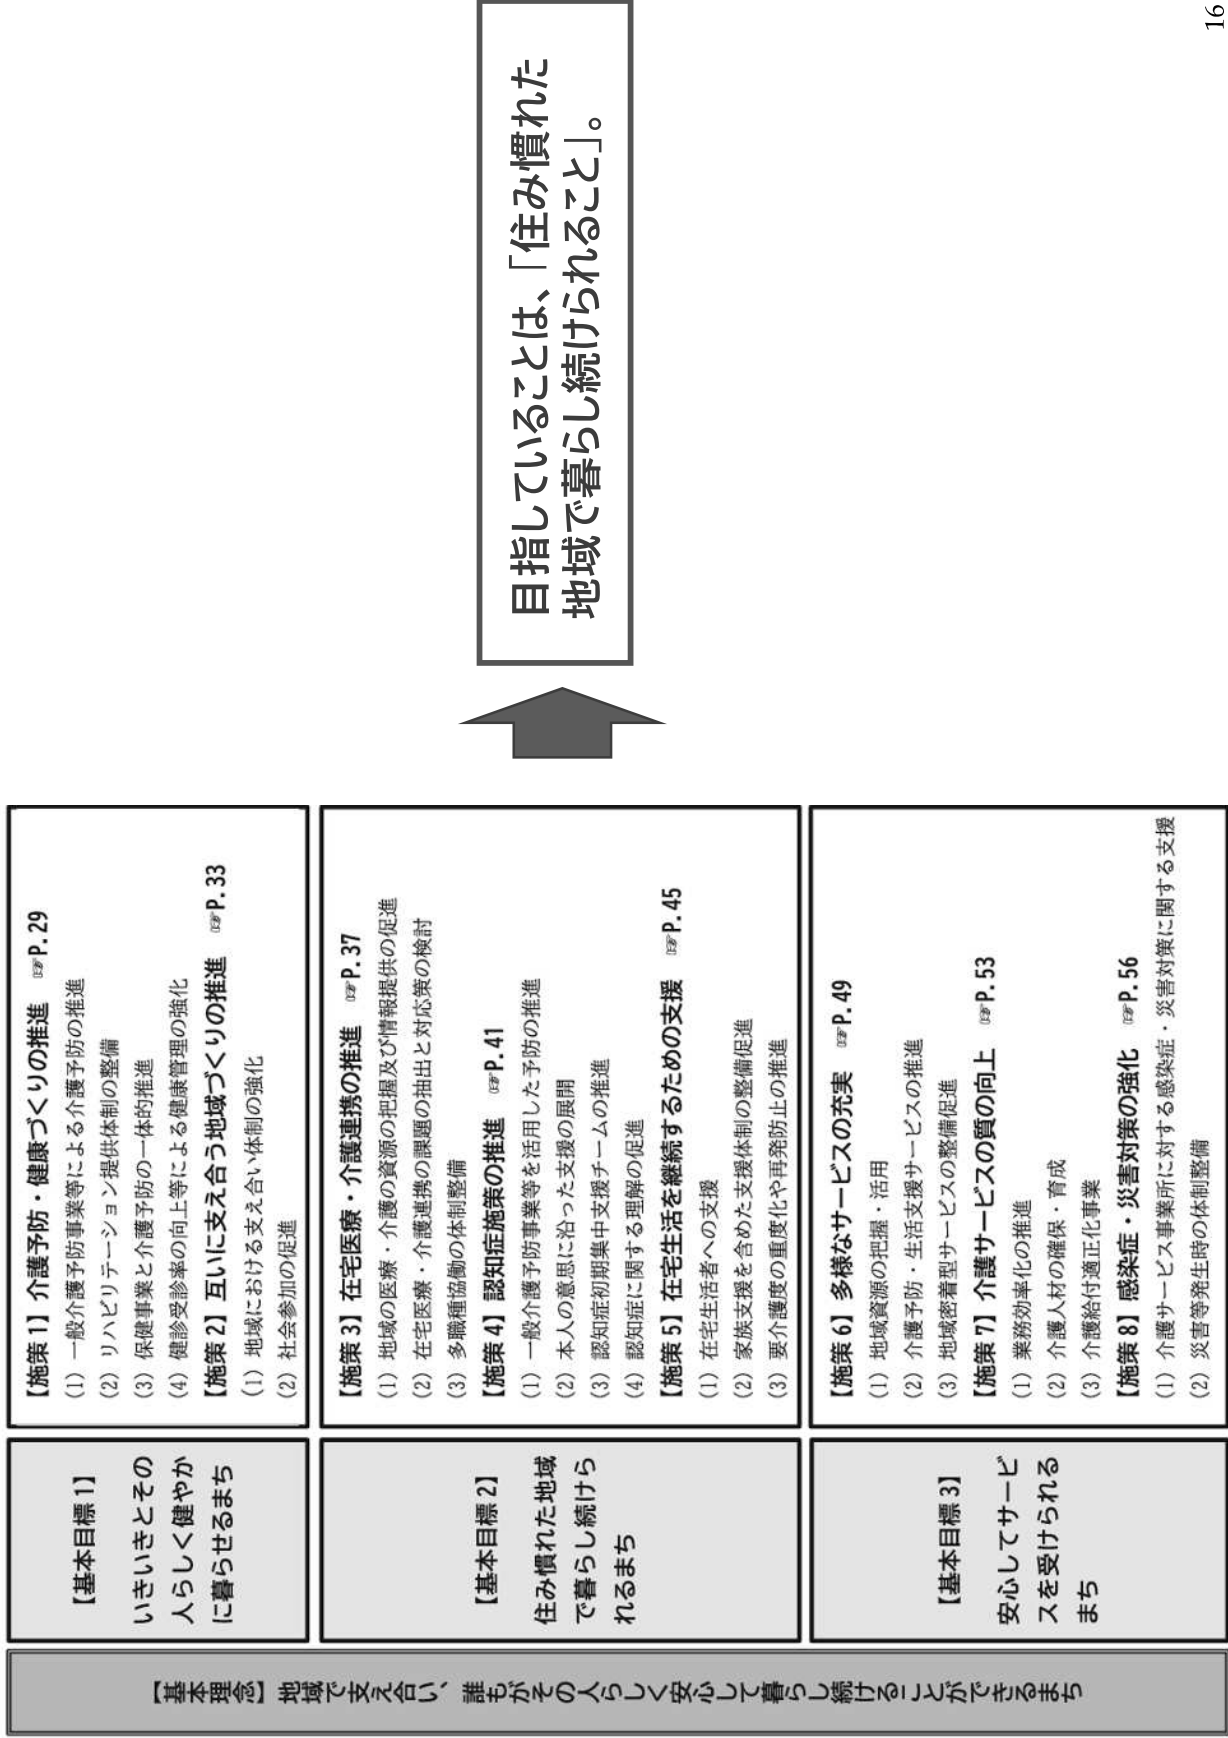 【基本理念】地域で支え合い、誰もがその人らしく安心して暮らし続けることができるまち
【基本目標 1】
いきいきとその
人らしく健やか
に暮らせるまち
【施策 1】介護予防・健康づくりの推進 ☞P.29
(1) 一般介護予防事業等による介護予防の推進
(2) リハビリテーション提供体制の整備
(3) 保健事業と介護予防の一体的推進
(4) 健診受診率の向上等による健康管理の強化
【施策 2】互いに支え合う地域づくりの推進 ☞P.33
(1) 地域における支え合い体制の強化
(2) 社会参加の促進
【基本目標 2】
住み慣れた地域
で暮らし続けら
れるまち
【施策 3】在宅医療・介護連携の推進 ☞P.37
(1) 地域の医療・介護の資源の把握及び情報提供の促進
(2) 在宅医療・介護連携の課題の抽出と対応策の検討
(3) 多職種協働の体制整備
【施策 4】認知症施策の推進 ☞P.41
(1) 一般介護予防事業等を活用した予防の推進
(2) 本人の意思に沿った支援の展開
(3) 認知症初期集中支援チームの推進
(4) 認知症に関する理解の促進
【施策 5】在宅生活を継続するための支援 ☞P.45
(1) 在宅生活者への支援
(2) 家族支援を含めた支援体制の整備促進
(3) 要介護度の重度化や再発防止の推進
【基本目標 3】
安心してサービ
スを受けられる
まち
【施策 6】多様なサービスの充実 ☞P.49
(1) 地域資源の把握・活用
(2) 介護予防・生活支援サービスの推進
(3) 地域密着型サービスの整備促進
【施策 7】介護サービスの質の向上 ☞P.53
(1) 業務効率化の推進
(2) 介護人材の確保・育成
(3) 介護給付適正化事業
【施策 8】感染症・災害対策の強化 ☞P.56
(1) 介護サービス事業所に対する感染症・災害対策に関する支援
(2) 災害等発生時の体制整備
目指していることは、「住み慣れた
地域で暮らし続けられること」。
16